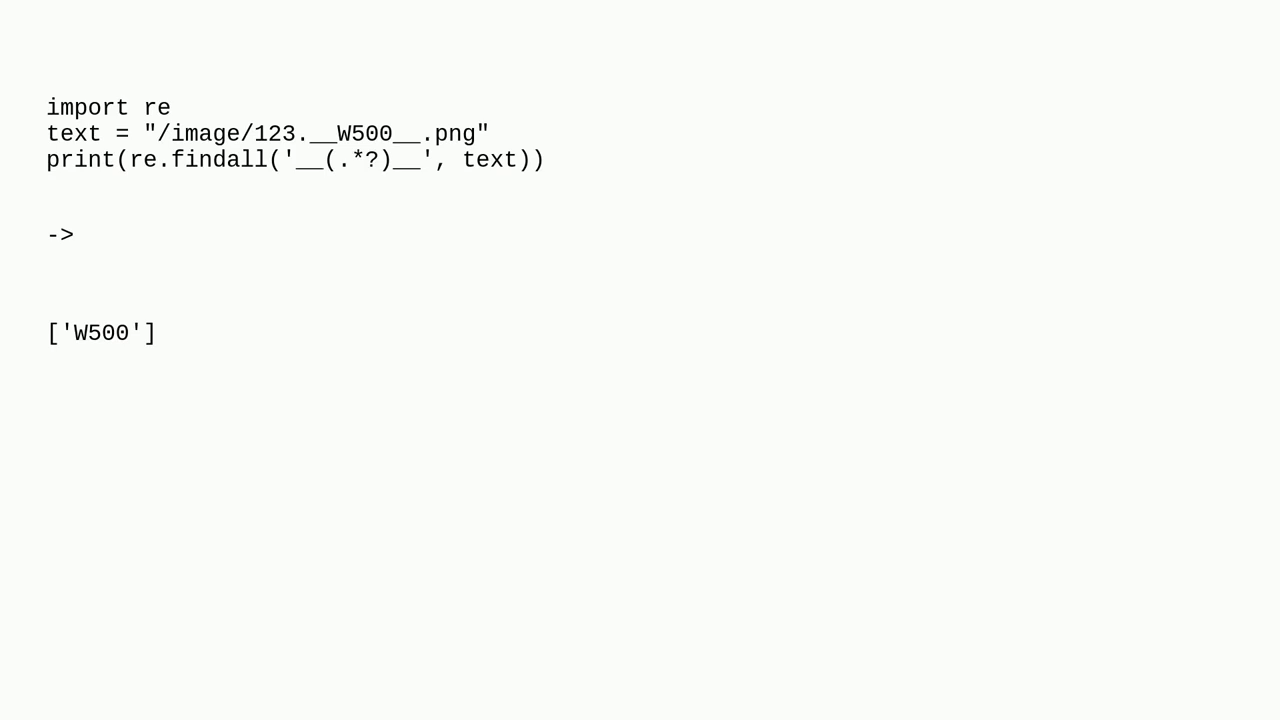 import re
text = "/image/123.__W500__.png"
print(re.findall('__(.*?)__', text))
->
['W500']